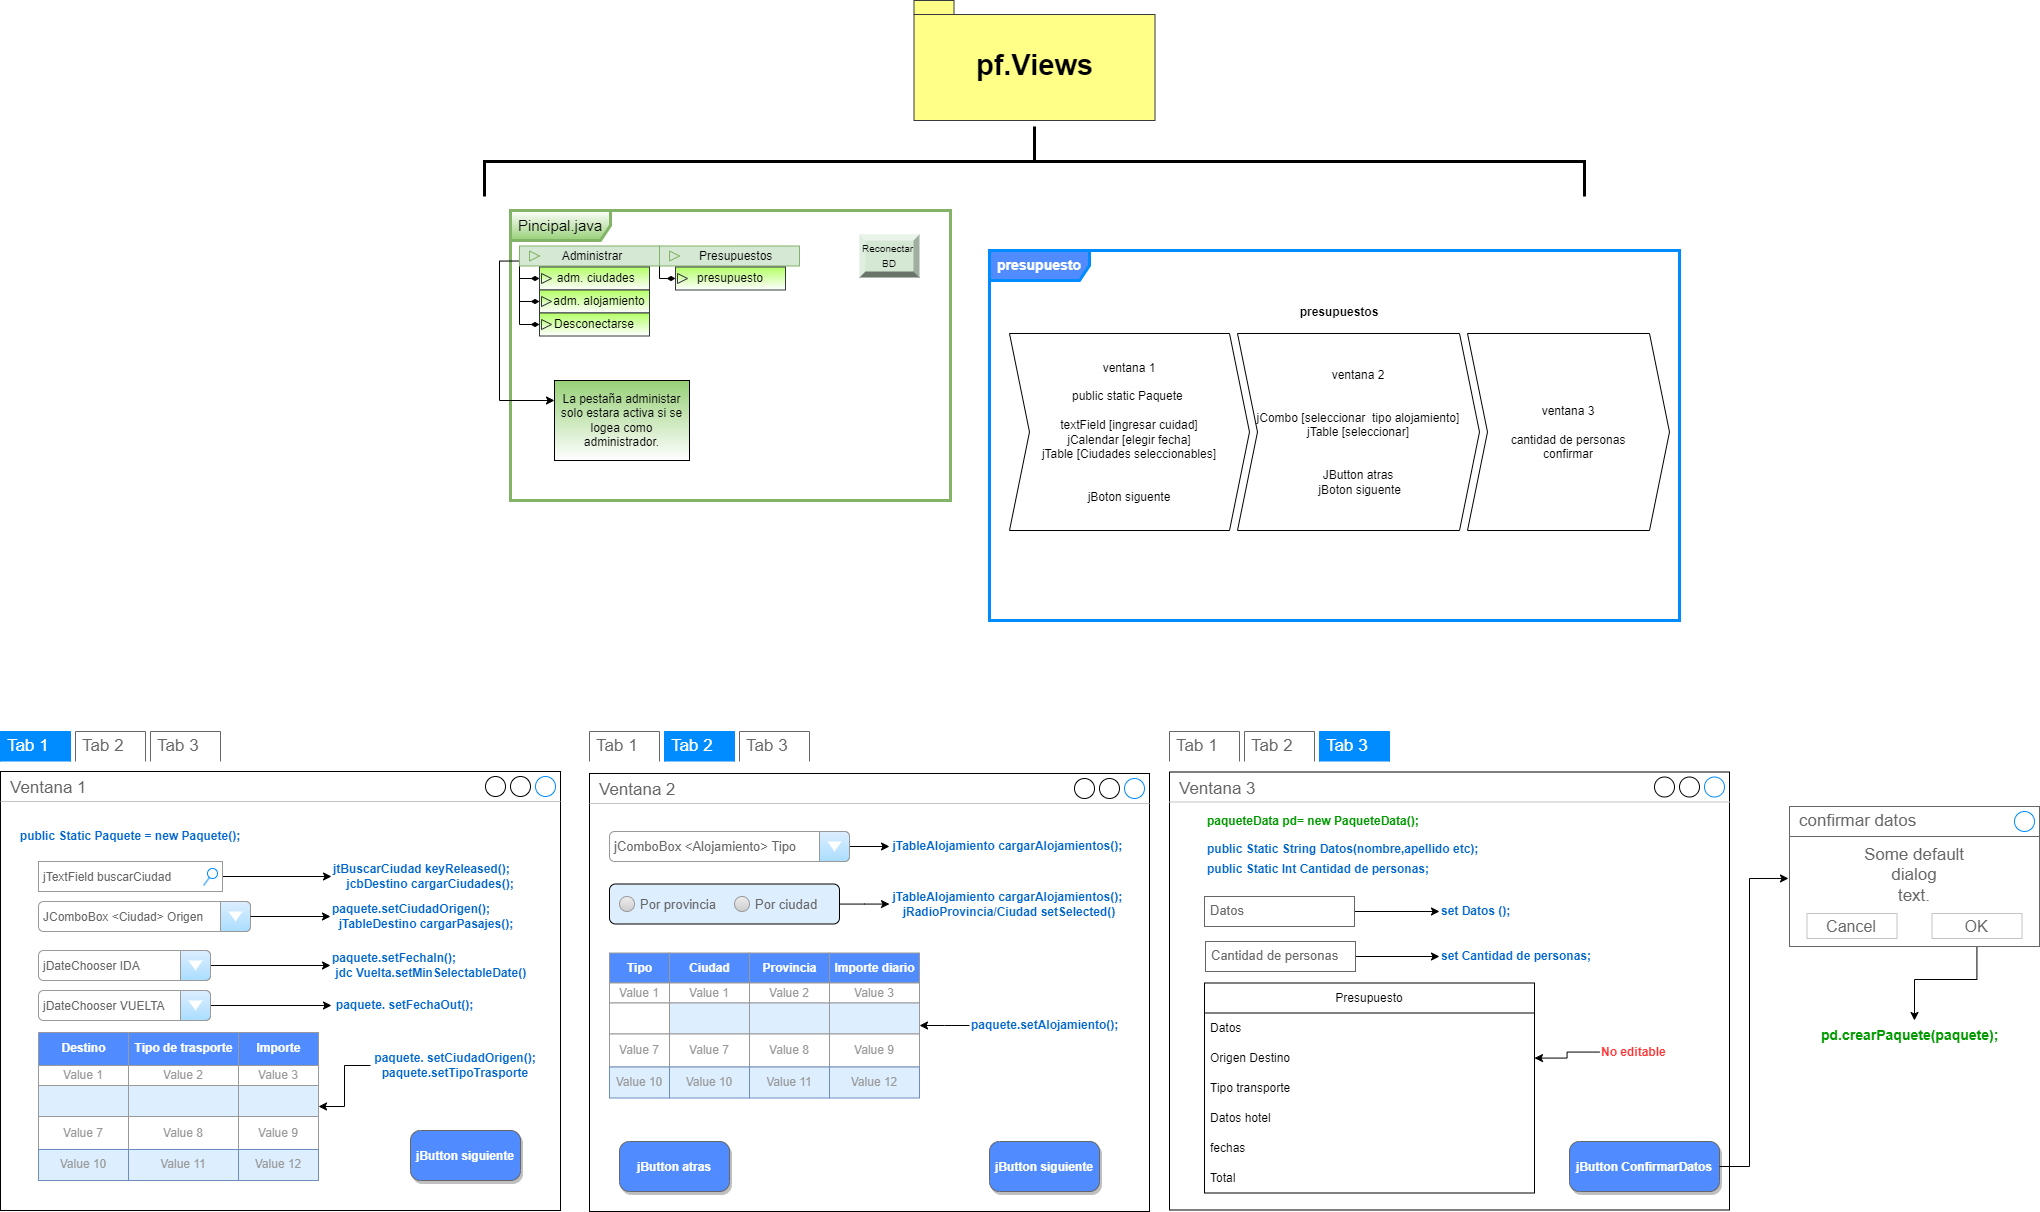 pf.Views
Pincipal.java
Administrar
Presupuestos
adm. ciudades
presupuesto
adm. alojamiento
Desconectarse
Reconectar
BD
La pestaña administar
solo estara activa si se
logea como
administrador.
presupuesto
presupuestos
ventana 1
public static Paquete
textField [ingresar cuidad]
jCalendar [elegir fecha]
jTable [Ciudades seleccionables]
jBoton siguente
ventana 2
jCombo [seleccionar tipo alojamiento]
jTable [seleccionar]
JButton atras
jBoton siguente
ventana 3
cantidad de personas
confirmar
Tab 1
Tab 2
Tab 3
Ventana 1
public Static Paquete = new Paquete();
jTextField buscarCiudad
jtBuscarCiudad keyReleased();
jcbDestino cargarCiudades();
JComboBox <Ciudad> Origen
paquete.setCiudadOrigen();
jTableDestino cargarPasajes();
jDateChooser IDA
paquete.setFechaIn();
jdc Vuelta.setMinSelectableDate()
jDateChooser VUELTA
paquete. setFechaOut();
Destino
Tipo de trasporte
Importe
Value 1
Value 2
Value 3
Value 7
Value 8
Value 9
Value 10
Value 11
Value 12
paquete. setCiudadOrigen();
paquete.setTipoTrasporte
jButton siguiente
Tab 1
Tab 2
Tab 3
Ventana 2
jComboBox <Alojamiento> Tipo
jTableAlojamiento cargarAlojamientos();
Por provincia
Por ciudad
jTableAlojamiento cargarAlojamientos();
jRadioProvincia/Ciudad setSelected()
Tipo
Ciudad
Provincia
Importe diario
Value 1
Value 1
Value 2
Value 3
Value 7
Value 7
Value 8
Value 9
Value 10
Value 10
Value 11
Value 12
paquete.setAlojamiento();
jButton atras
jButton siguiente
Tab 1
Tab 2
Tab 3
Ventana 3
paqueteData pd= new PaqueteData();
public Static String Datos(nombre,apellido etc);
public Static Int Cantidad de personas;
Datos
set Datos ();
Cantidad de personas
set Cantidad de personas;
Presupuesto
Datos
Origen Destino
Tipo transporte
Datos hotel
fechas
Total
No editable
jButton ConfirmarDatos
confirmar datos
Some default
dialog
text.
Cancel
OK
pd.crearPaquete(paquete);